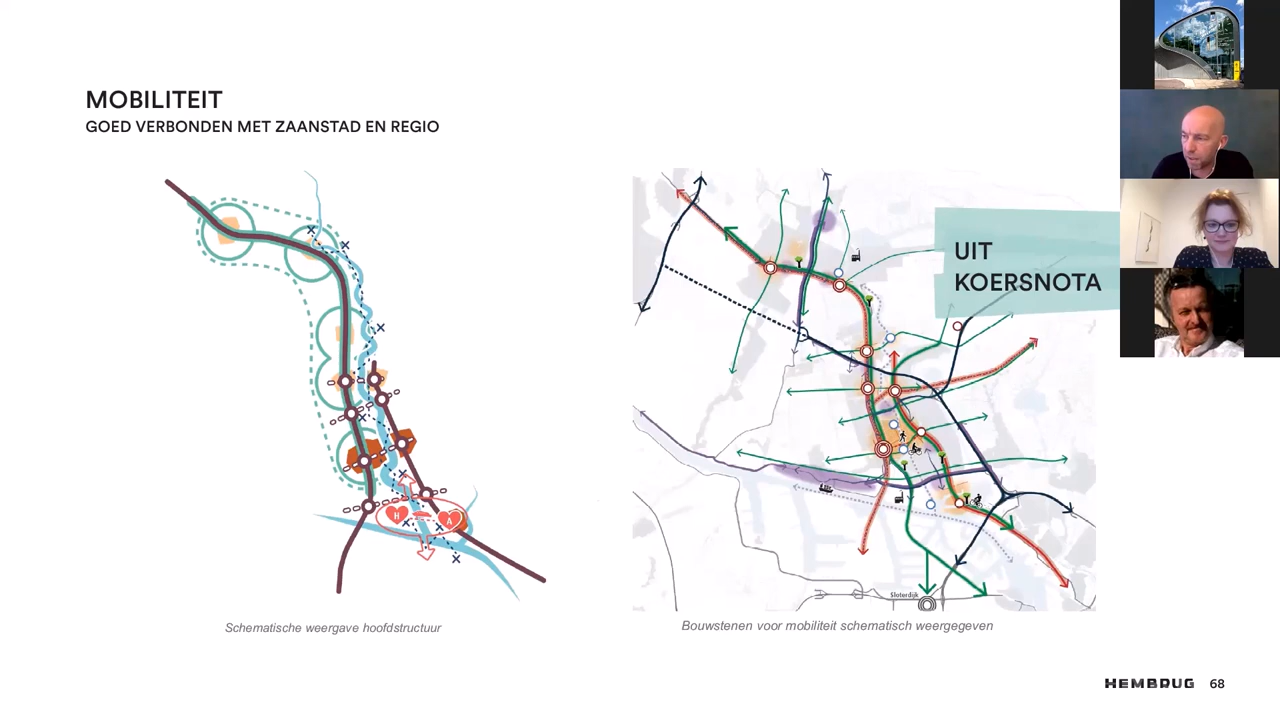 MOBILITEIT
GOED VERBONDEN MET ZAANSTAD EN REGIO
UIT
KOERSNOTA
H
A
Sloterdijk
Schematische weergave hoofdstructuur
Bouwstenen voor mobiliteit schematisch weergegeven
HEMBRUG 68